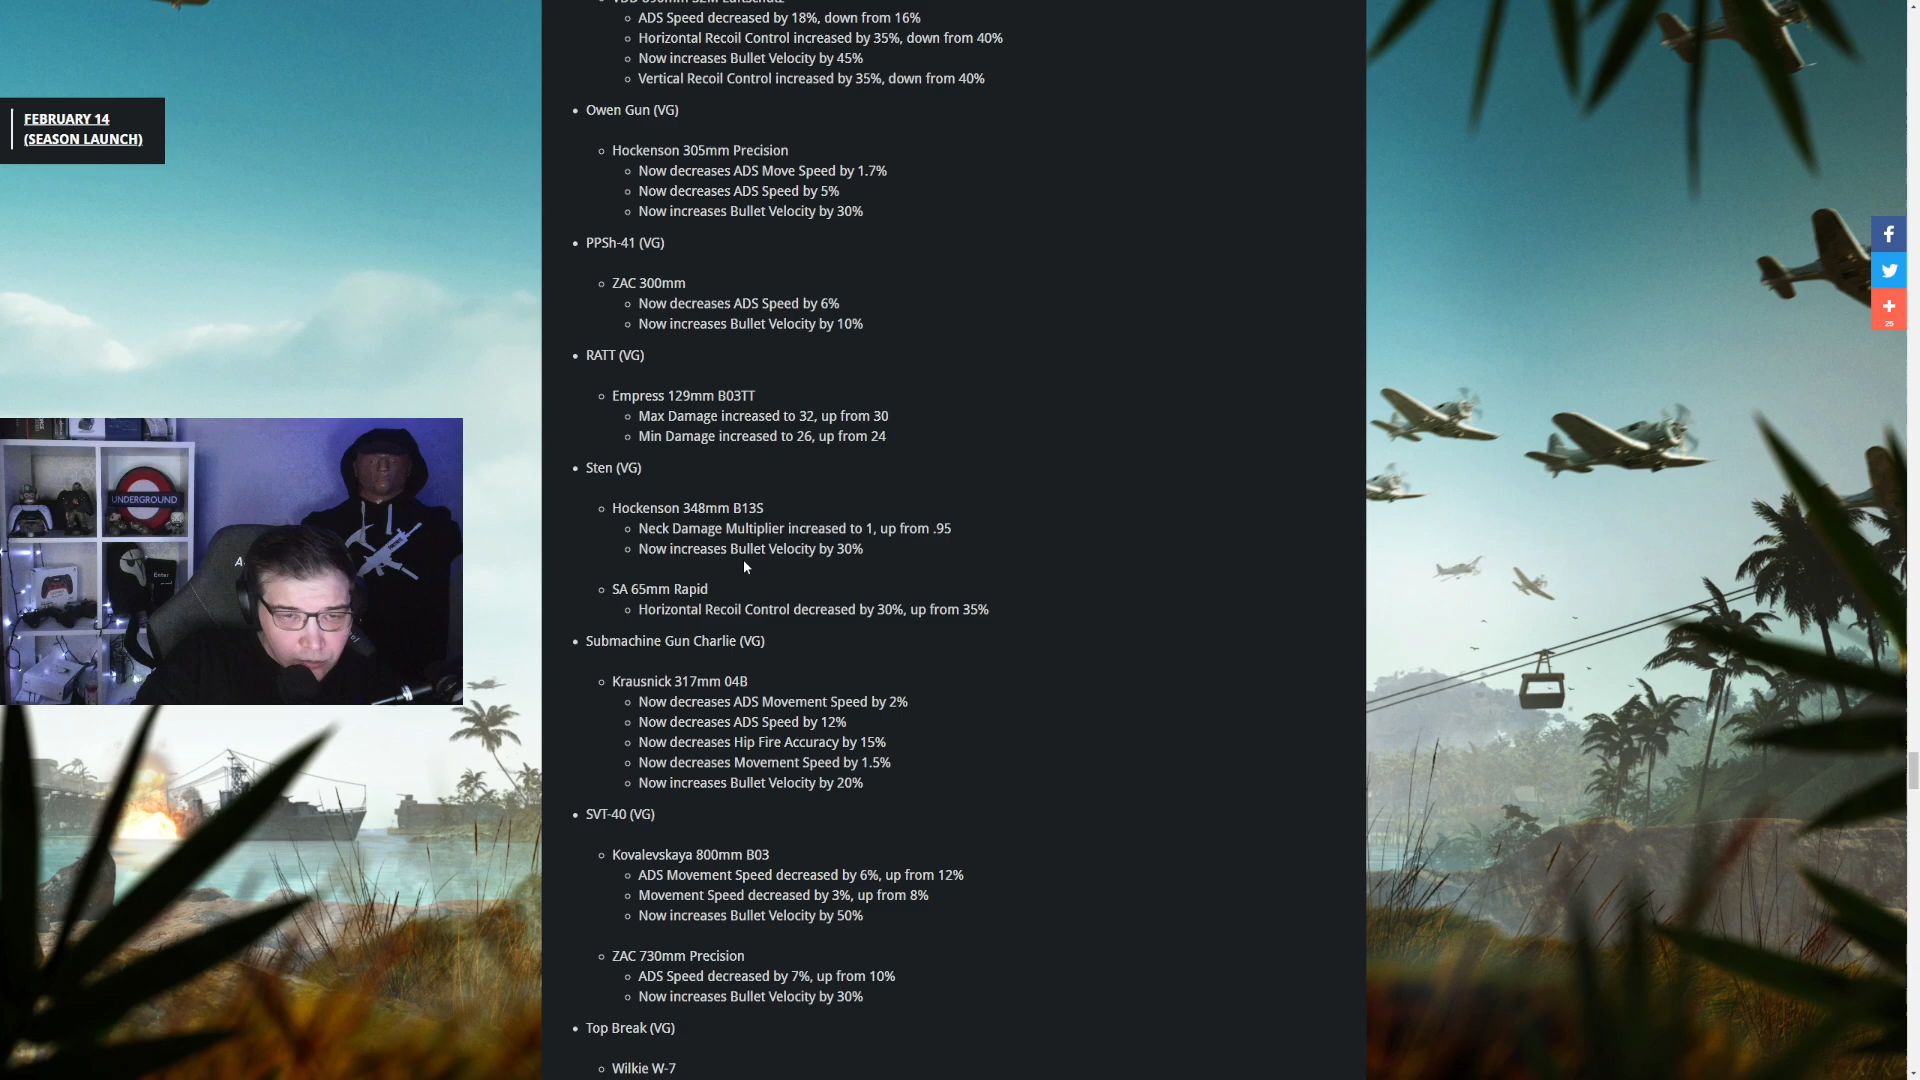 ADS Speed decreased by 18%, down from 16%
Horizontal Recoil Control increased by 35%, down from 40%
Now increases Bullet Velocity by 45%
Vertical Recoil Control increased by 35%, down from 40%
FEBRUARY 14
(SEASON LAUNCH)
Owen Gun (VG)
Hockenson 305mm Precision
Now decreases ADS Move Speed by 1.7%
Now decreases ADS Speed by 5%
Now increases Bullet Velocity by 30%
PPSh-41 (VG)
ZAC 300mm
Now decreases ADS Speed by 6%
Now increases Bullet Velocity by 10%
25
RATT (VG)
Empress 129mm B03TT
Max Damage increased to 32, up from 30
Min Damage increased to 26, up from 24
Sten (VG)
Hockenson 348mm B13S
Neck Damage Multiplier increased to 1, up from .95
Now increases Bullet Velocity by 30%
UNDERGROUND
Enter
SA 65mm Rapid
Horizontal Recoil Control decreased by 30%, up from 35%
Submachine Gun Charlie (VG)
Krausnick 317mm 04B
Now decreases ADS Movement Speed by 2%
Now decreases ADS Speed by 12%
Now decreases Hip Fire Accuracy by 15%
Now decreases Movement Speed by 1.5%
Now increases Bullet Velocity by 20%
SVT-40 (VG)
Kovalevskaya 800mm B03
ADS Movement Speed decreased by 6%, up from 12%
Movement Speed decreased by 3%, up from 8%
Now increases Bullet Velocity by 50%
ZAC 730mm Precision
ADS Speed decreased by 7%, up from 10%
Now increases Bullet Velocity by 30%
Top Break (VG)
Wilkie W-7